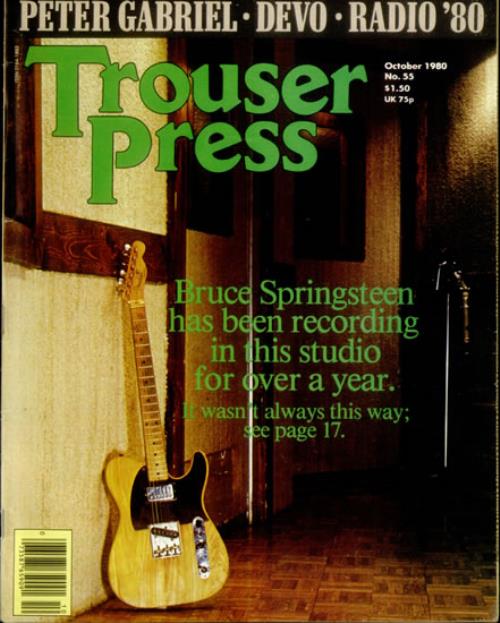 PETER GABRIEL · DEVO · RADIO '80
Trouser
Press
October 1980
No. 55
$1.50
UK 75p
Bruce Springsteen
has been recording
in this studio
for over a year.
It wasn't always this way;
see page 17.